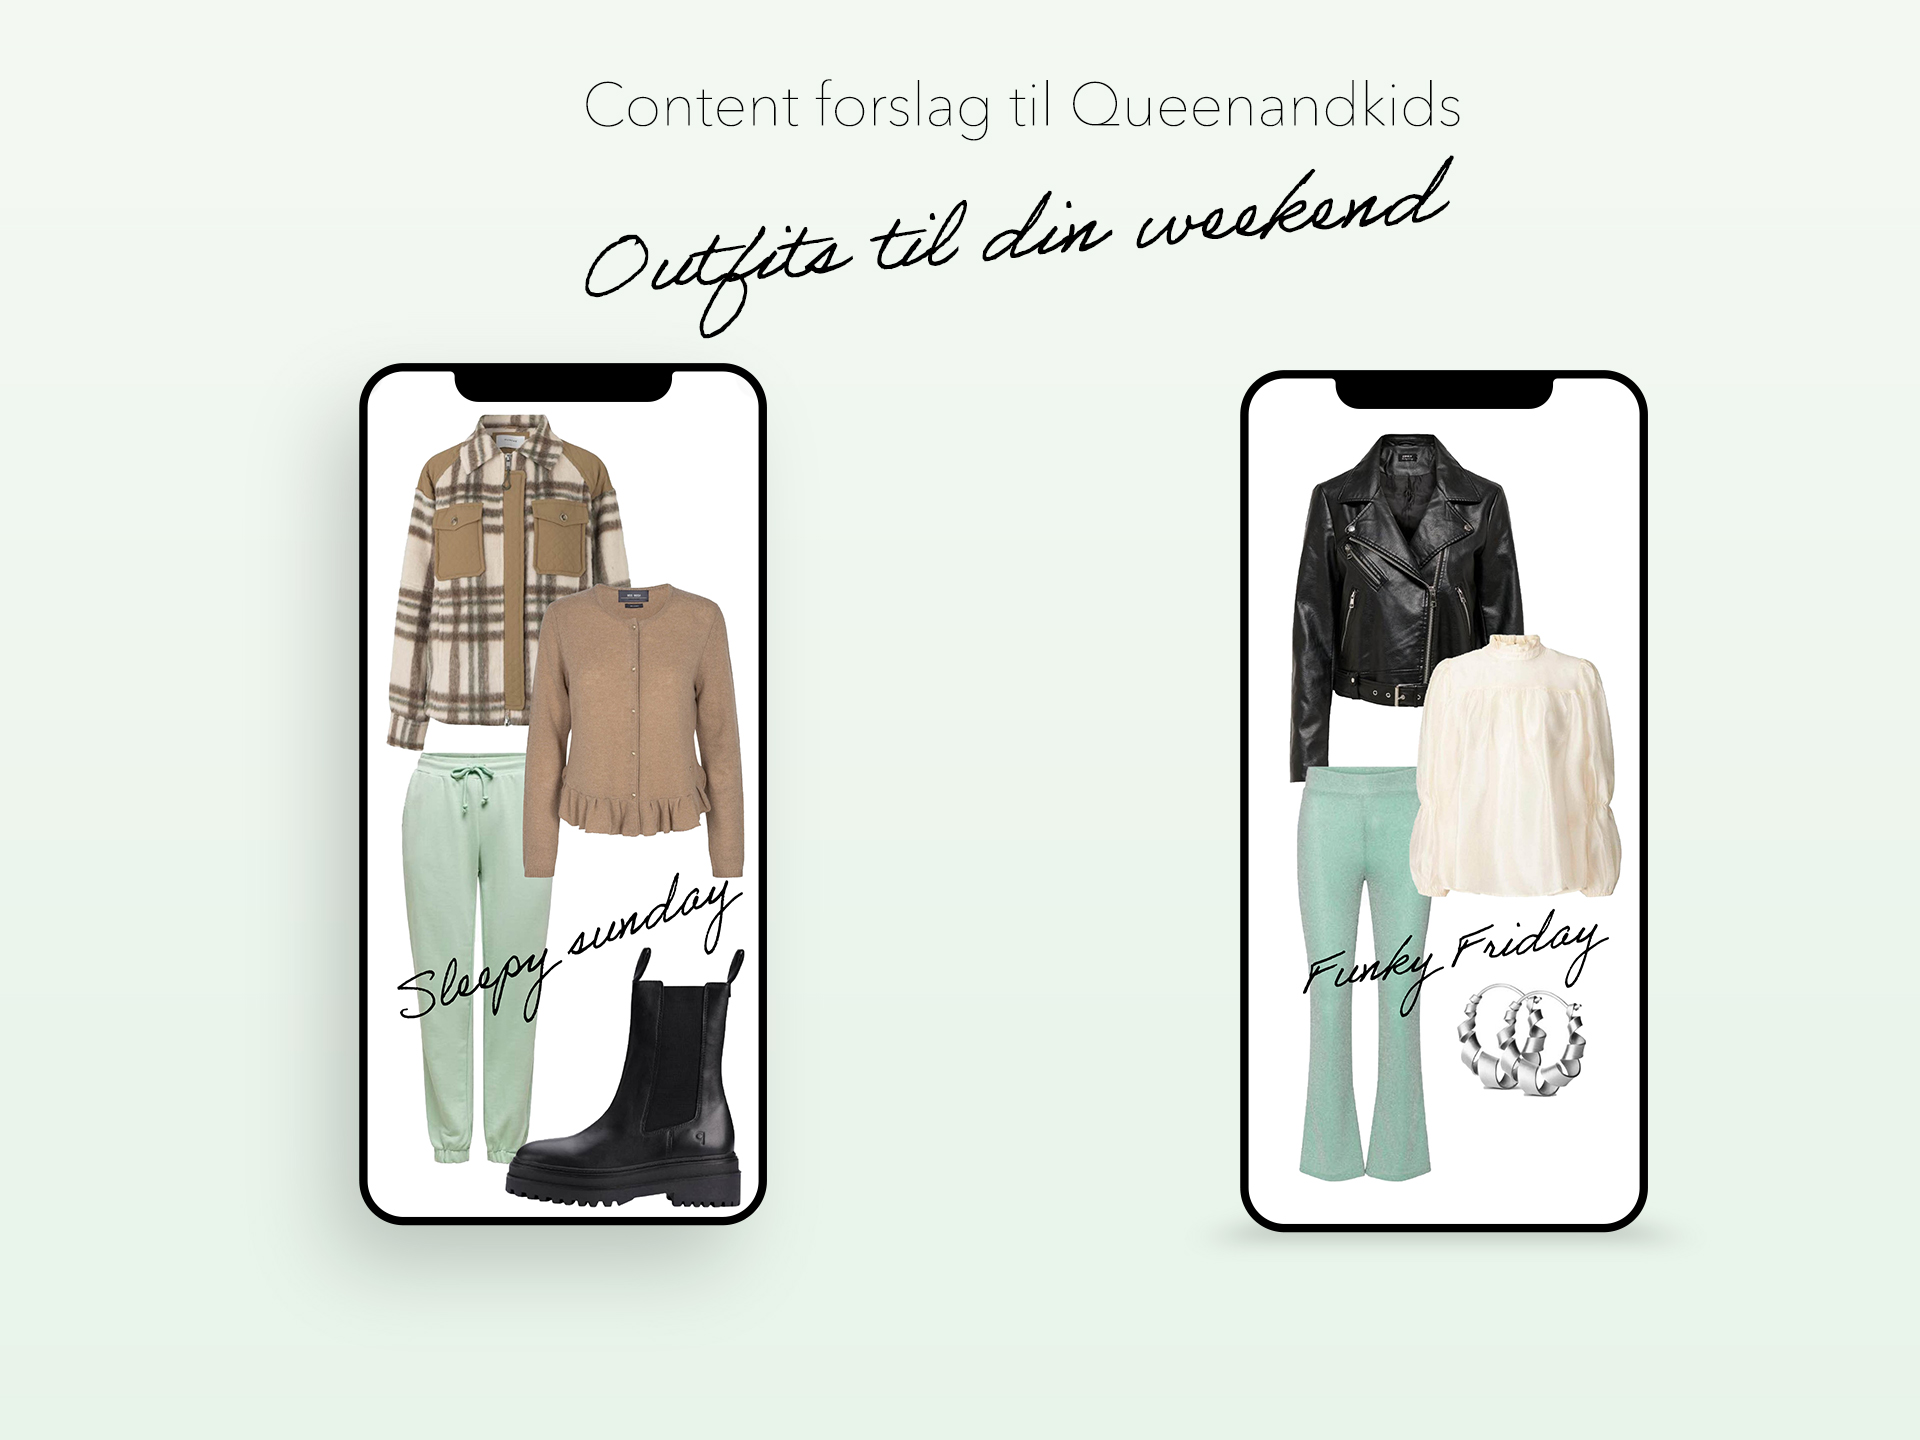 Content forslag til Queenandkids
Outfits til din weekend
Sleepy sunday
Funky Friday